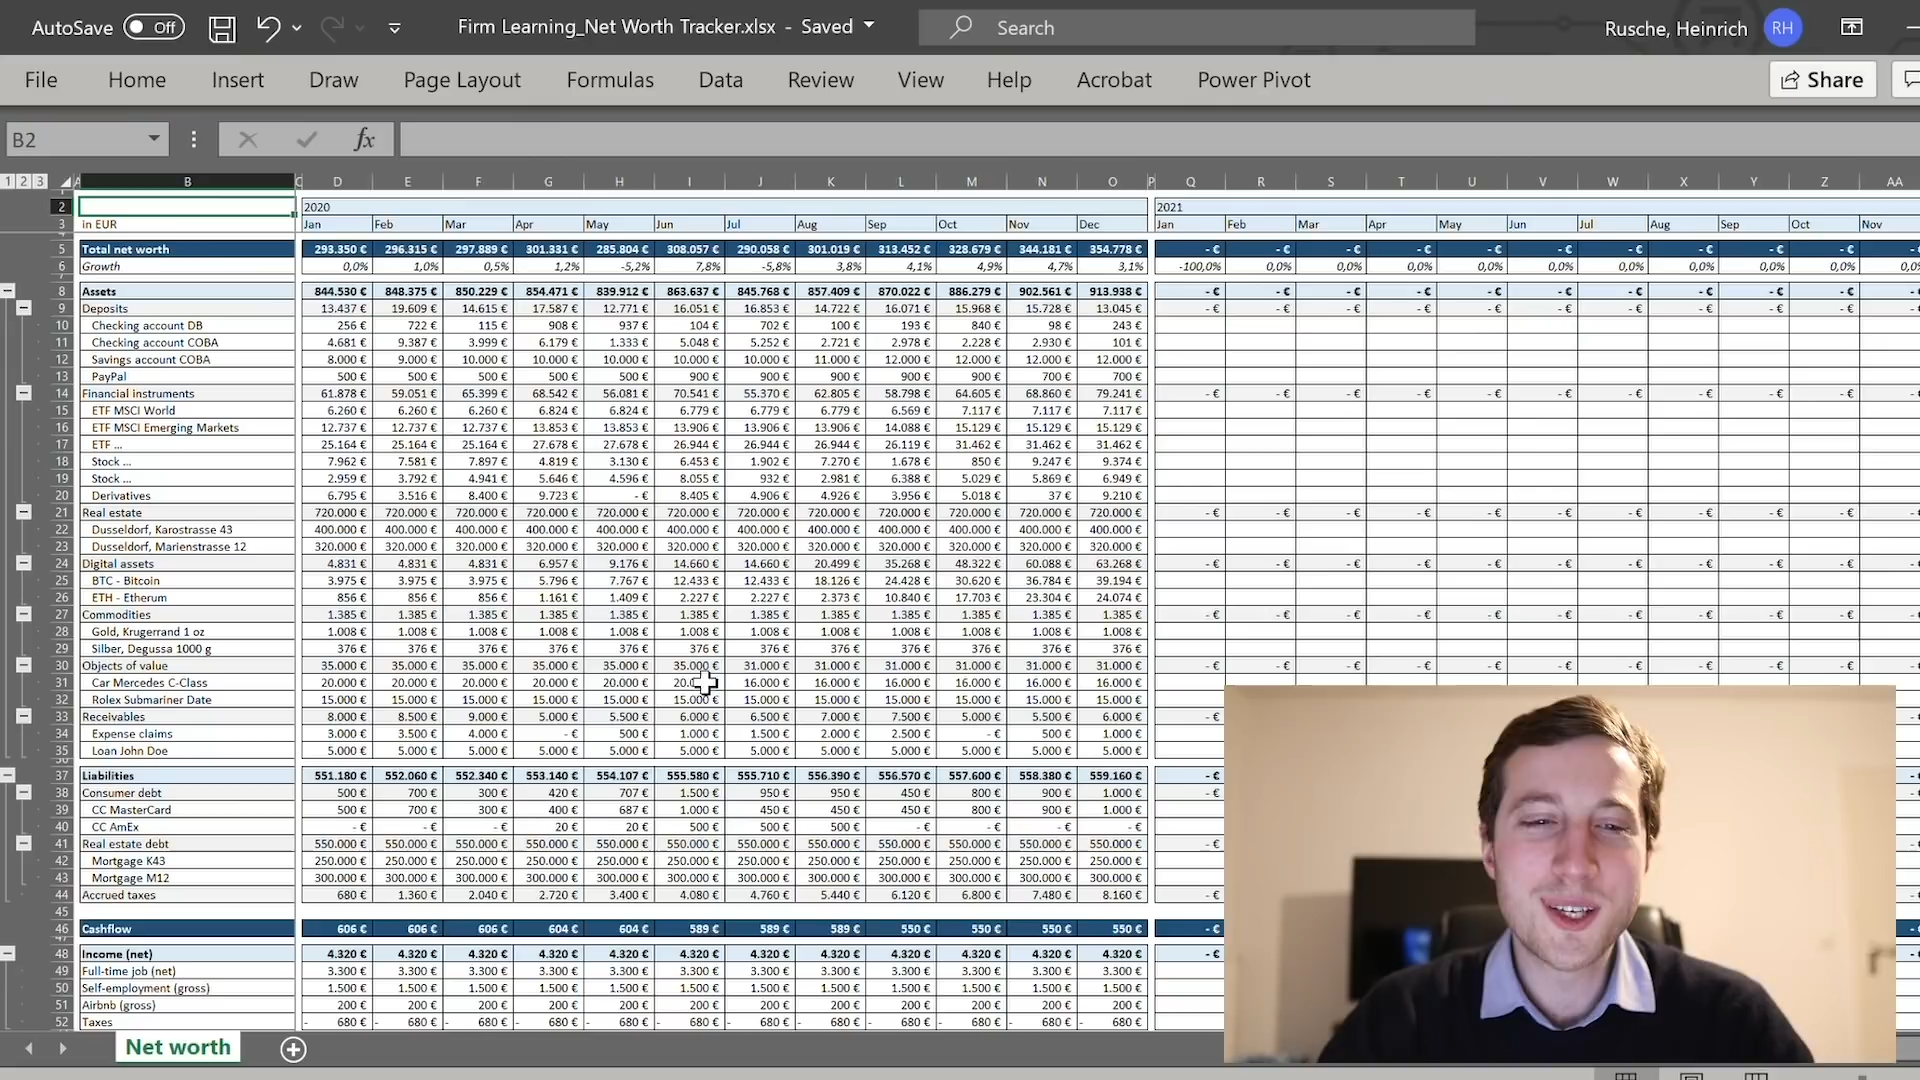 AutoSave Off Firm Learning_Net Worth Tracker.xlsx - Saved Search Rusche, Heinrich RH
File Home Insert Draw Page Layout Formulas Data Review View Help Acrobat Power Pivot Share
B2 fx
1 2 3 A B C D E F G H I J K L M N O P Q R S T U V W X Y Z AA
2 2020 2021
3 in EUR Jan Feb Mar Apr May Jun Jul Aug Sep Oct Nov Dec Jan Feb Mar Apr May Jun Jul Aug Sep Oct Nov
5 Total net worth 293.350 € 296.315 € 297.889 € 301.331 € 285.804 € 308.057 € 290.058 € 301.019 € 313.452 € 328.679 € 344.181 € 354.778 € - € - € - € - € - € - € - € - € - € - € - €
6 Growth 0,0% 1,0% 0,5% 1,2% -5,2% 7,8% -5,8% 3,8% 4,1% 4,9% 4,7% 3,1% -100,0% 0,0% 0,0% 0,0% 0,0% 0,0% 0,0% 0,0% 0,0% 0,0%
8 Assets 844.530 € 848.375 € 850.229 € 854.471 € 839.912 € 863.637 € 845.768 € 857.409 € 870.022 € 886.279 € 902.561 € 913.938 € - € - € - € - € - € - € - € - € - € - € - €
9 Deposits 13.437 € 19.609 € 14.615 € 17.587 € 12.771 € 16.051 € 16.853 € 14.722 € 16.071 € 15.968 € 15.728 € 13.045 € - € - € - € - € - € - € - € - € - € - € - €
10 Checking account DB 256 € 722 € 115 € 908 € 937 € 104 € 702 € 100 € 193 € 840 € 98 € 243 €
11 Checking account COBA 4.681 € 9.387 € 3.999 € 6.179 € 1.333 € 5.048 € 5.252 € 2.721 € 2.978 € 2.228 € 2.930 € 101 €
12 Savings account COBA 8.000 € 9.000 € 10.000 € 10.000 € 10.000 € 10.000 € 10.000 € 11.000 € 12.000 € 12.000 € 12.000 € 12.000 €
13 PayPal 500 € 500 € 500 € 500 € 500 € 900 € 900 € 900 € 900 € 900 € 700 € 700 €
14 Financial instruments 61.878 € 59.051 € 65.399 € 68.542 € 56.081 € 70.541 € 55.370 € 62.805 € 58.798 € 64.605 € 68.860 € 79.241 € - € - € - € - € - € - € - € - € - € - € - €
15 ETF MSCI World 6.260 € 6.260 € 6.260 € 6.824 € 6.824 € 6.779 € 6.779 € 6.779 € 6.569 € 7.117 € 7.117 € 7.117 €
16 ETF MSCI Emerging Markets 12.737 € 12.737 € 12.737 € 13.853 € 13.853 € 13.906 € 13.906 € 13.906 € 14.088 € 15.129 € 15.129 € 15.129 €
17 ETF ... 25.164 € 25.164 € 25.164 € 27.678 € 27.678 € 26.944 € 26.944 € 26.944 € 26.119 € 31.462 € 31.462 € 31.462 €
18 Stock ... 7.962 € 7.581 € 7.897 € 4.819 € 3.130 € 6.453 € 1.902 € 7.270 € 1.678 € 850 € 9.247 € 9.374 €
19 Stock ... 2.959 € 3.792 € 4.941 € 5.646 € 4.596 € 8.055 € 932 € 2.981 € 6.388 € 5.029 € 5.869 € 6.949 €
20 Derivatives 6.795 € 3.516 € 8.400 € 9.723 € - € 8.405 € 4.906 € 4.926 € 3.956 € 5.018 € 37 € 9.210 €
21 Real estate 720.000 € 720.000 € 720.000 € 720.000 € 720.000 € 720.000 € 720.000 € 720.000 € 720.000 € 720.000 € 720.000 € 720.000 € - € - € - € - € - € - € - € - € - € - € - €
22 Dusseldorf, Karostrasse 43 400.000 € 400.000 € 400.000 € 400.000 € 400.000 € 400.000 € 400.000 € 400.000 € 400.000 € 400.000 € 400.000 € 400.000 €
23 Dusseldorf, Marienstrasse 12 320.000 € 320.000 € 320.000 € 320.000 € 320.000 € 320.000 € 320.000 € 320.000 € 320.000 € 320.000 € 320.000 € 320.000 €
24 Digital assets 4.831 € 4.831 € 4.831 € 6.957 € 9.176 € 14.660 € 14.660 € 20.499 € 35.268 € 48.322 € 60.088 € 63.268 € - € - € - € - € - € - € - € - € - € - € - €
25 BTC - Bitcoin 3.975 € 3.975 € 3.975 € 5.796 € 7.767 € 12.433 € 12.433 € 18.126 € 24.428 € 30.620 € 36.784 € 39.194 €
26 ETH - Etherum 856 € 856 € 856 € 1.161 € 1.409 € 2.227 € 2.227 € 2.373 € 10.840 € 17.703 € 23.304 € 24.074 €
27 Commodities 1.385 € 1.385 € 1.385 € 1.385 € 1.385 € 1.385 € 1.385 € 1.385 € 1.385 € 1.385 € 1.385 € 1.385 € - € - € - € - € - € - € - € - € - € - € - €
28 Gold, Krugerrand 1 oz 1.008 € 1.008 € 1.008 € 1.008 € 1.008 € 1.008 € 1.008 € 1.008 € 1.008 € 1.008 € 1.008 € 1.008 €
29 Silber, Degussa 1000 g 376 € 376 € 376 € 376 € 376 € 376 € 376 € 376 € 376 € 376 € 376 € 376 €
30 Objects of value 35.000 € 35.000 € 35.000 € 35.000 € 35.000 € 35.000 € 31.000 € 31.000 € 31.000 € 31.000 € 31.000 € 31.000 € - € - € - € - € - € - € - € - € - € - € - €
31 Car Mercedes C-Class 20.000 € 20.000 € 20.000 € 20.000 € 20.000 € 16.000 € 16.000 € 16.000 € 16.000 € 16.000 € 16.000 €
32 Rolex Submariner Date 15.000 € 15.000 € 15.000 € 15.000 € 15.000 € 15.000 € 15.000 € 15.000 € 15.000 € 15.000 € 15.000 € 15.000 €
33 Receivables 8.000 € 8.500 € 9.000 € 5.000 € 5.500 € 6.000 € 6.500 € 7.000 € 7.500 € 5.000 € 5.500 € 6.000 € - €
34 Expense claims 3.000 € 3.500 € 4.000 € - € 500 € 1.000 € 1.500 € 2.000 € 2.500 € - € 500 € 1.000 €
35 Loan John Doe 5.000 € 5.000 € 5.000 € 5.000 € 5.000 € 5.000 € 5.000 € 5.000 € 5.000 € 5.000 € 5.000 € 5.000 €
37 Liabilities 551.180 € 552.060 € 552.340 € 553.140 € 554.107 € 555.580 € 555.710 € 556.390 € 556.570 € 557.600 € 558.380 € 559.160 € - €
38 Consumer debt 500 € 700 € 300 € 420 € 707 € 1.500 € 950 € 950 € 450 € 800 € 900 € 1.000 € - €
39 CC MasterCard 500 € 700 € 300 € 400 € 687 € 1.000 € 450 € 450 € 450 € 800 € 900 € 1.000 €
40 CC AmEx - € - € - € 20 € 20 € 500 € 500 € 500 € - € - € - € - €
41 Real estate debt 550.000 € 550.000 € 550.000 € 550.000 € 550.000 € 550.000 € 550.000 € 550.000 € 550.000 € 550.000 € 550.000 € 550.000 € - €
42 Mortgage K43 250.000 € 250.000 € 250.000 € 250.000 € 250.000 € 250.000 € 250.000 € 250.000 € 250.000 € 250.000 € 250.000 € 250.000 €
43 Mortgage M12 300.000 € 300.000 € 300.000 € 300.000 € 300.000 € 300.000 € 300.000 € 300.000 € 300.000 € 300.000 € 300.000 € 300.000 €
44 Accrued taxes 680 € 1.360 € 2.040 € 2.720 € 3.400 € 4.080 € 4.760 € 5.440 € 6.120 € 6.800 € 7.480 € 8.160 € - €
45
46 Cashflow 606 € 606 € 606 € 604 € 604 € 589 € 589 € 589 € 550 € 550 € 550 € 550 € - €
48 Income (net) 4.320 € 4.320 € 4.320 € 4.320 € 4.320 € 4.320 € 4.320 € 4.320 € 4.320 € 4.320 € 4.320 € 4.320 € - €
49 Full-time job (net) 3.300 € 3.300 € 3.300 € 3.300 € 3.300 € 3.300 € 3.300 € 3.300 € 3.300 € 3.300 € 3.300 € 3.300 €
50 Self-employment (gross) 1.500 € 1.500 € 1.500 € 1.500 € 1.500 € 1.500 € 1.500 € 1.500 € 1.500 € 1.500 € 1.500 € 1.500 €
51 Airbnb (gross) 200 € 200 € 200 € 200 € 200 € 200 € 200 € 200 € 200 € 200 € 200 € 200 €
52 Taxes - 680 € - 680 € - 680 € - 680 € - 680 € - 680 € - 680 € - 680 € - 680 € - 680 € - 680 € - 680 €
Net worth